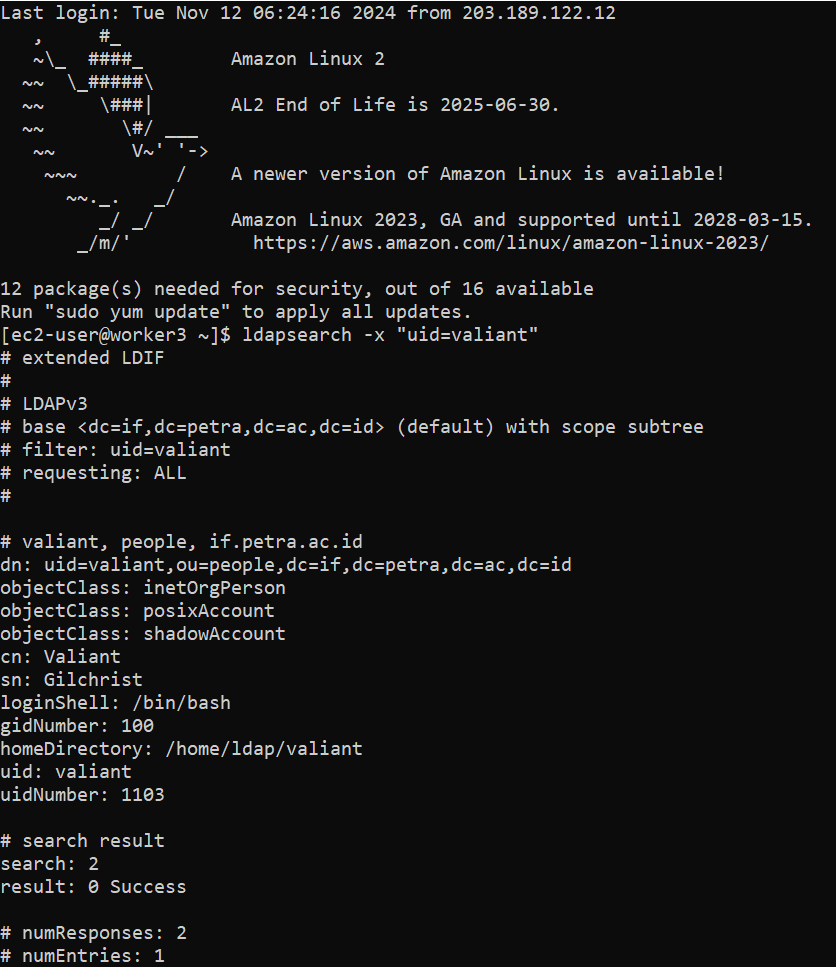 Last login: Tue Nov 12 06:24:16 2024 from 203.189.122.12
   ,     #_
   ~\_  ####_        Amazon Linux 2
  ~~  \_#####\
  ~~     \###|       AL2 End of Life is 2025-06-30.
  ~~       \#/ ___
   ~~       V~' '->
    ~~~         /    A newer version of Amazon Linux is available!
      ~~._.   _/
         _/ _/       Amazon Linux 2023, GA and supported until 2028-03-15.
       _/m/'           https://aws.amazon.com/linux/amazon-linux-2023/

12 package(s) needed for security, out of 16 available
Run "sudo yum update" to apply all updates.
[ec2-user@worker3 ~]$ ldapsearch -x "uid=valiant"
# extended LDIF
#
# LDAPv3
# base <dc=if,dc=petra,dc=ac,dc=id> (default) with scope subtree
# filter: uid=valiant
# requesting: ALL
#

# valiant, people, if.petra.ac.id
dn: uid=valiant,ou=people,dc=if,dc=petra,dc=ac,dc=id
objectClass: inetOrgPerson
objectClass: posixAccount
objectClass: shadowAccount
cn: Valiant
sn: Gilchrist
loginShell: /bin/bash
gidNumber: 100
homeDirectory: /home/ldap/valiant
uid: valiant
uidNumber: 1103

# search result
search: 2
result: 0 Success

# numResponses: 2
# numEntries: 1